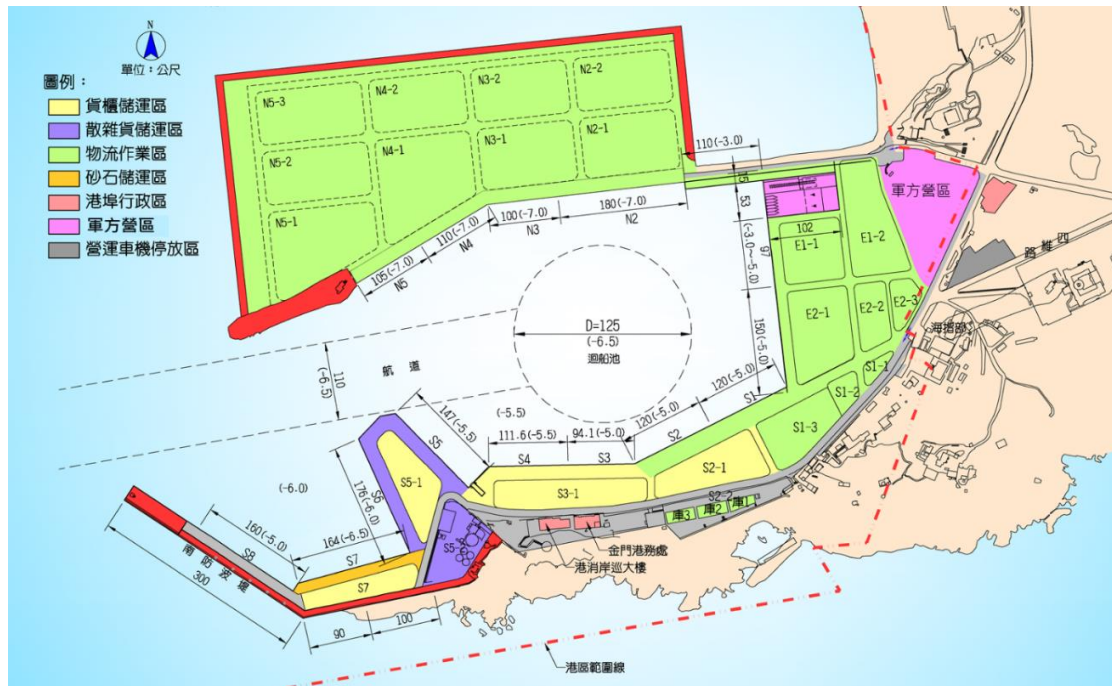 N
單位：公尺
圖例：
貨櫃儲運區
散雜貨儲運區
物流作業區
砂石儲運區
港埠行政區
軍方營區
營運車機停放區
N5-3
N4-2
N3-2
N2-2
N5-2
N4-1
N3-1
N2-1
N5-1
110(-3.0)
15
53
軍方營區
102
97
(-3.0～-5.0)
E1-1
E1-2
四維路
100(-7.0)
N3
180(-7.0)
N2
110(-7.0)
N4
105(-7.0)
N5
D=125
(-6.5)
迴船池
E2-1
E2-2
E2-3
海招部
150(-5.0)
110
(-6.5)
航道
S1-1
S1-2
S1-3
120(-5.0)
S1
120(-5.0)
S2
(-5.5)
147(-5.5)
S5
111.6(-5.5)
94.1(-5.0)
S4
S3
S2-1
S3-1
S2-2
庫3
庫2
庫1
S5-1
176(-6.0)
S6
(-6.0)
金門港務處
港消岸巡大樓
160(-5.0)
S8
南防波堤
300
164(-6.5)
S7
S7
90
100
港區範圍線